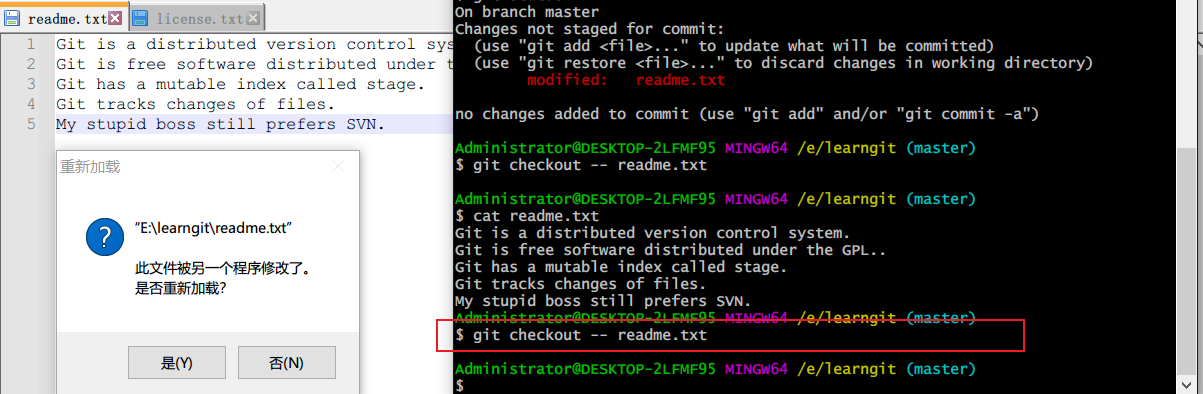 readme.txt
license.txt
1 Git is a distributed version control sys
2 Git is free software distributed under t
3 Git has a mutable index called stage.
4 Git tracks changes of files.
5 My stupid boss still prefers SVN.
重新加载
“E:\learngit\readme.txt”
此文件被另一个程序修改了。
是否重新加载?
是(Y)
否(N)
On branch master
Changes not staged for commit:
(use "git add <file>..." to update what will be committed)
(use "git restore <file>..." to discard changes in working directory)
modified: readme.txt
no changes added to commit (use "git add" and/or "git commit -a")
Administrator@DESKTOP-2LFMF95 MINGW64 /e/learngit (master)
$ git checkout -- readme.txt
Administrator@DESKTOP-2LFMF95 MINGW64 /e/learngit (master)
$ cat readme.txt
Git is a distributed version control system.
Git is free software distributed under the GPL..
Git has a mutable index called stage.
Git tracks changes of files.
My stupid boss still prefers SVN.
Administrator@DESKTOP-2LFMF95 MINGW64 /e/learngit (master)
$ git checkout -- readme.txt
Administrator@DESKTOP-2LFMF95 MINGW64 /e/learngit (master)
$